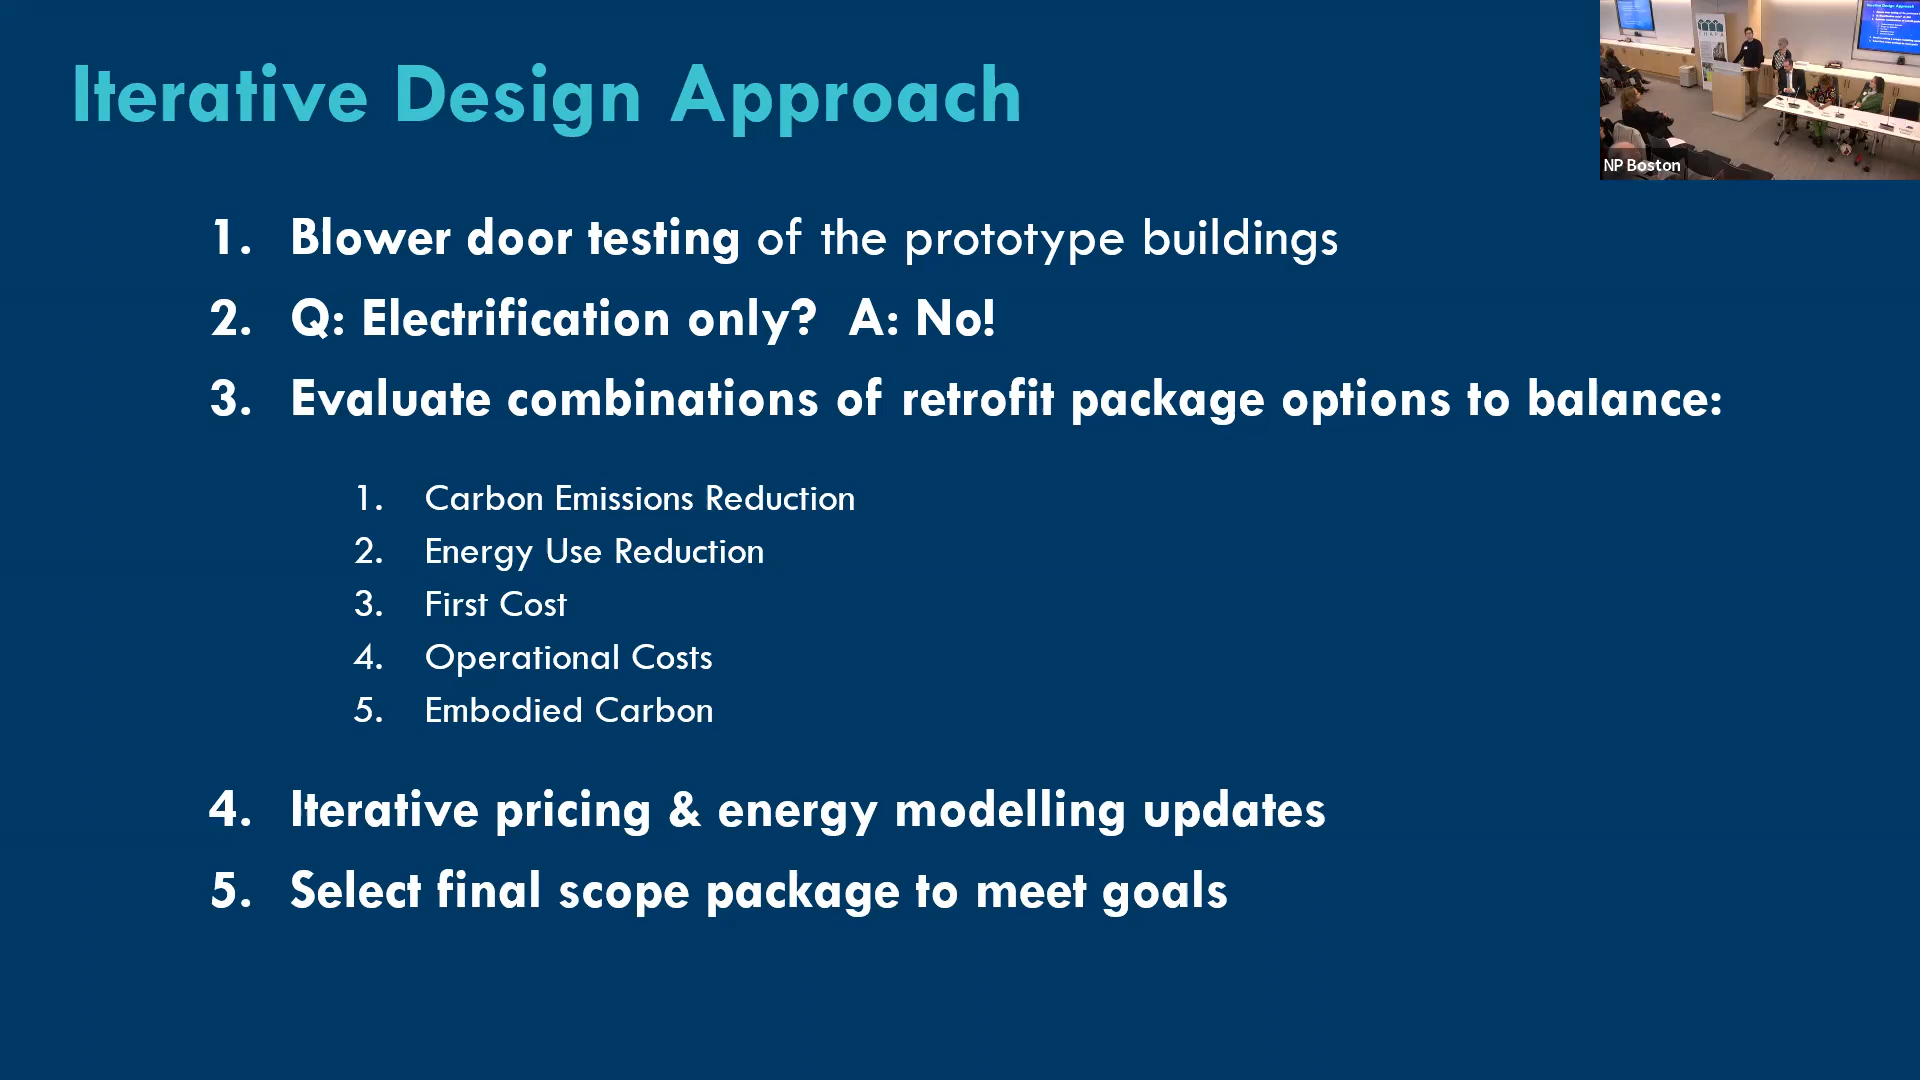 Iterative Design Approach
NP Boston
1. Blower door testing of the prototype buildings
2. Q: Electrification only? A: No!
3. Evaluate combinations of retrofit package options to balance:
1. Carbon Emissions Reduction
2. Energy Use Reduction
3. First Cost
4. Operational Costs
5. Embodied Carbon
4. Iterative pricing & energy modelling updates
5. Select final scope package to meet goals